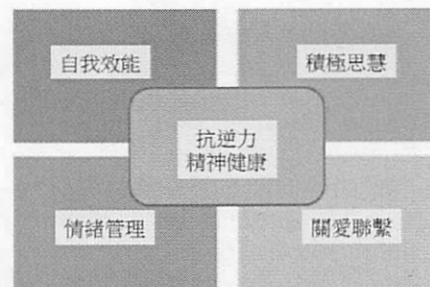 自我效能
積極思慧
抗逆力
精神健康
情緒管理
關愛聯繫